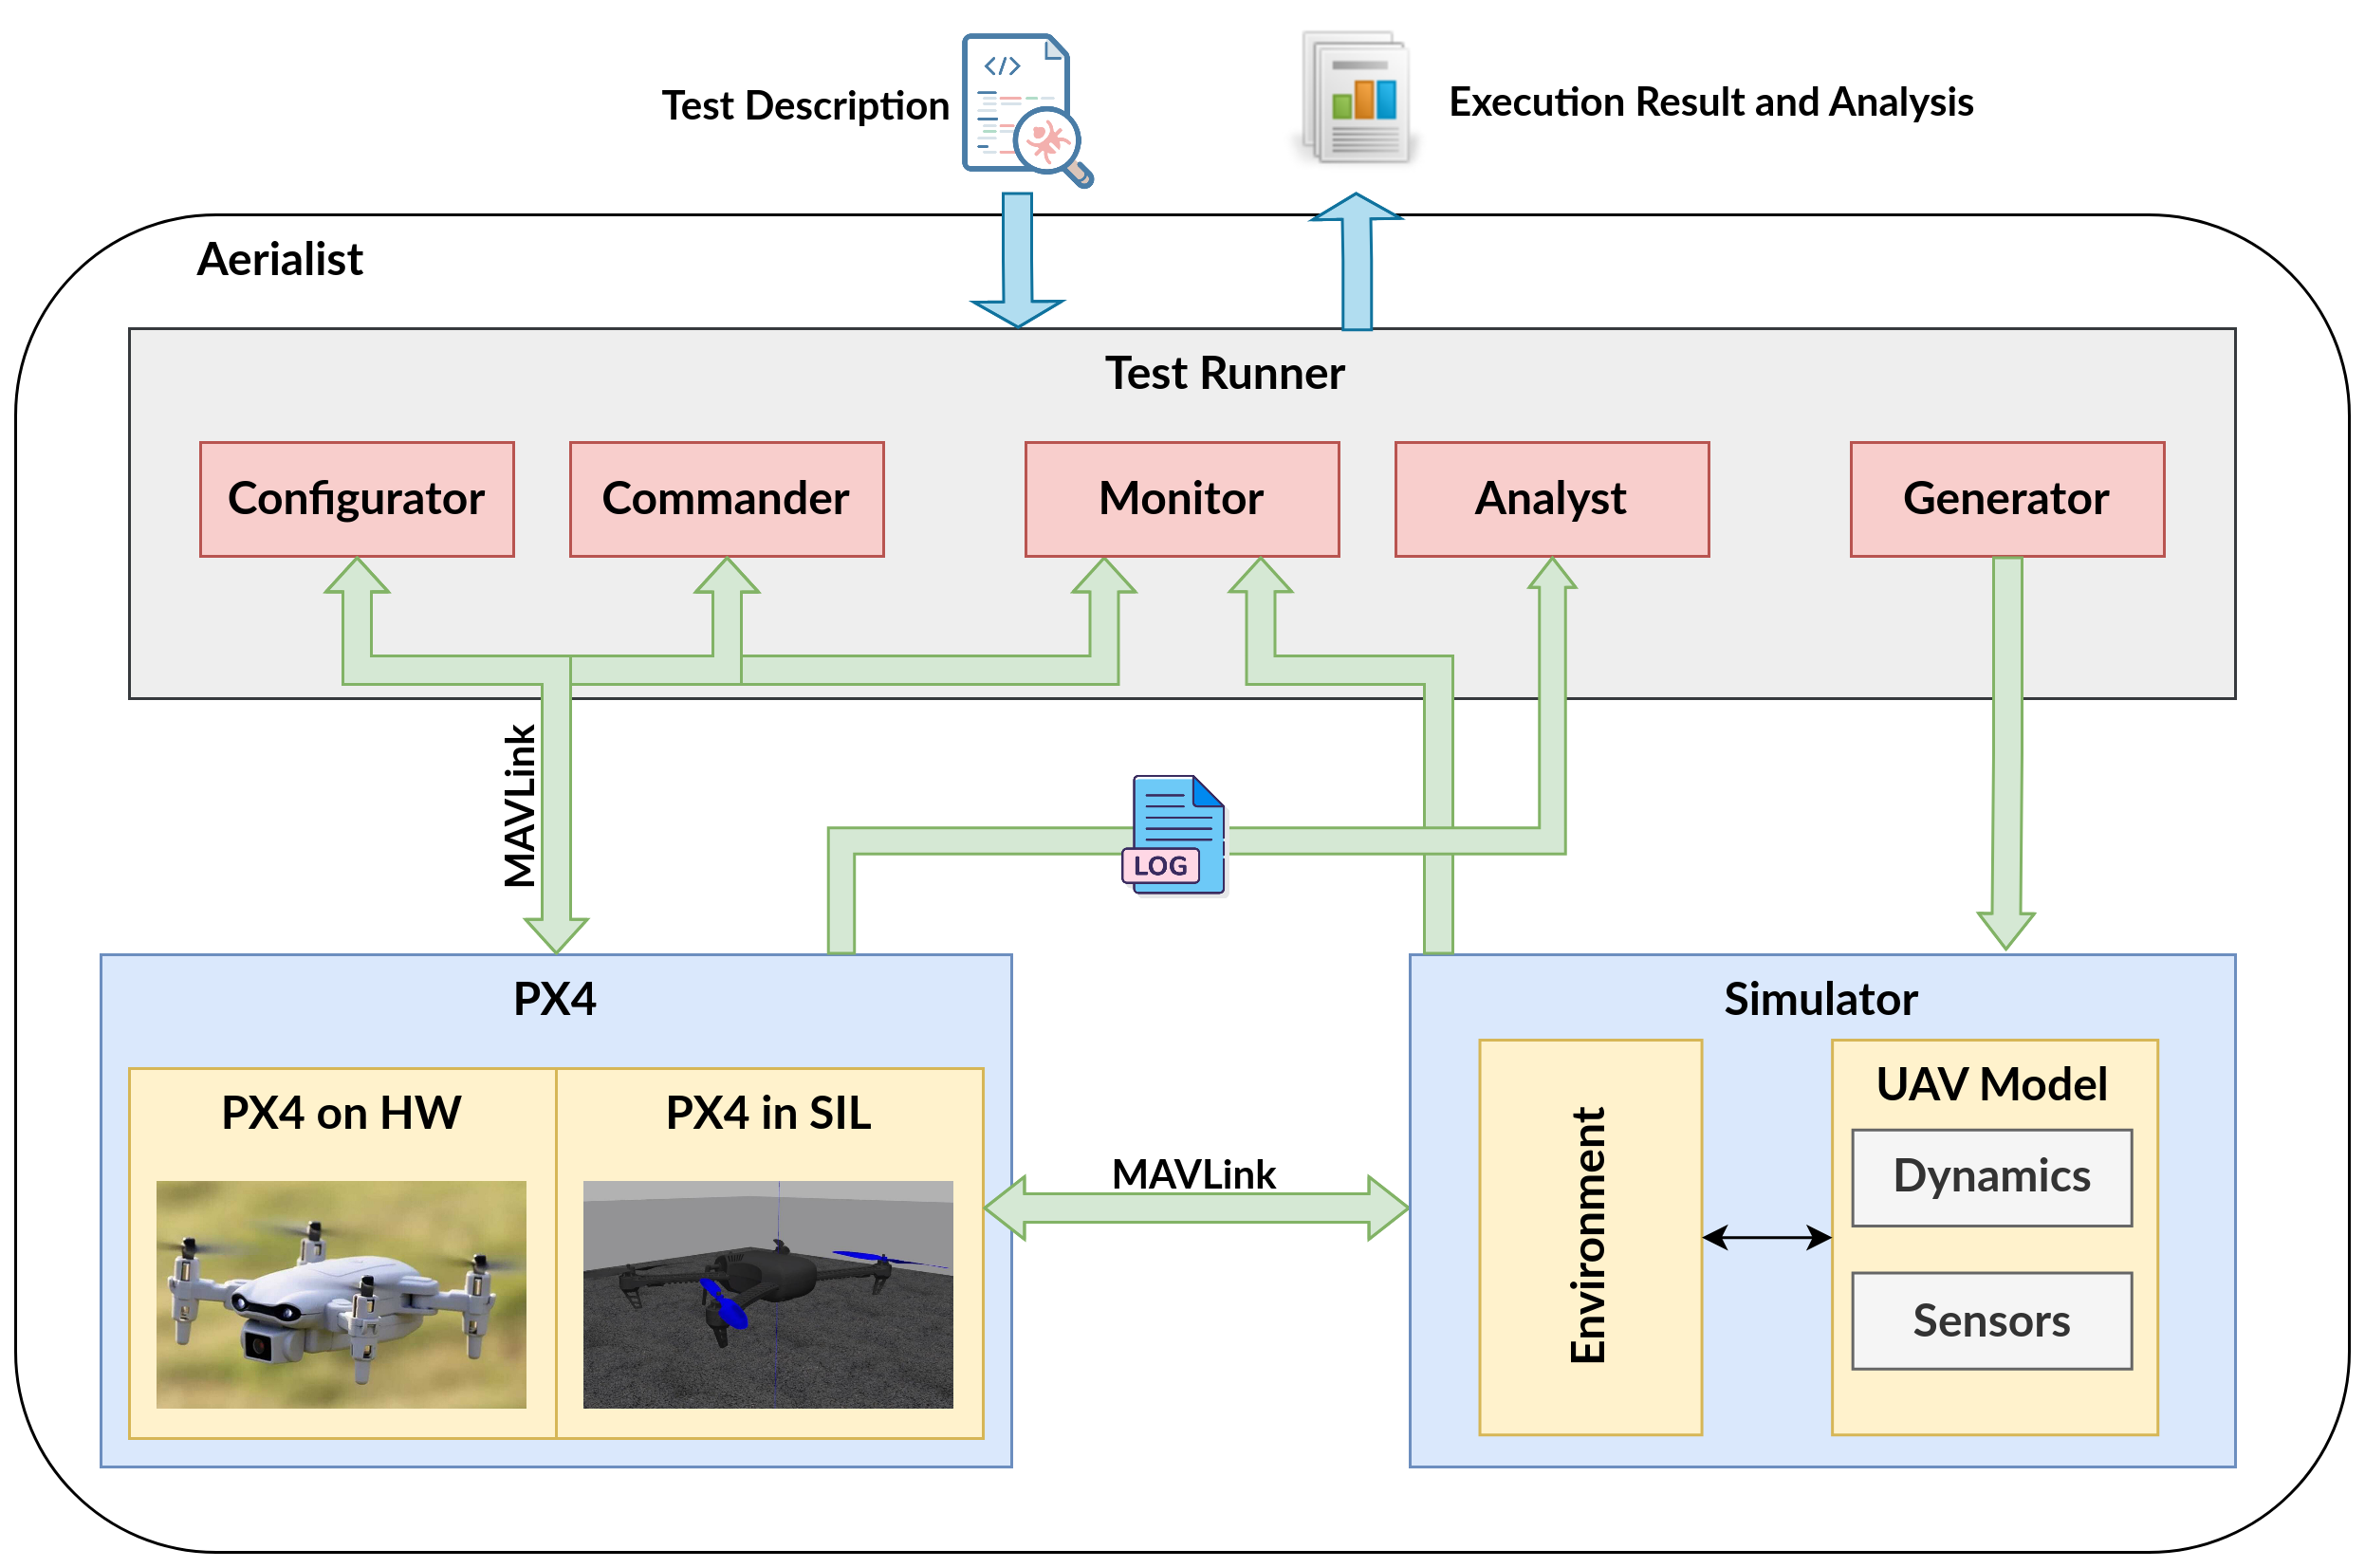 Test Description
</>
Execution Result and Analysis
Aerialist
Test Runner
Configurator
Commander
Monitor
Analyst
Generator
MAVLink
LOG
PX4
PX4 on HW
PX4 in SIL
MAVLink
Simulator
Environment
UAV Model
Dynamics
Sensors